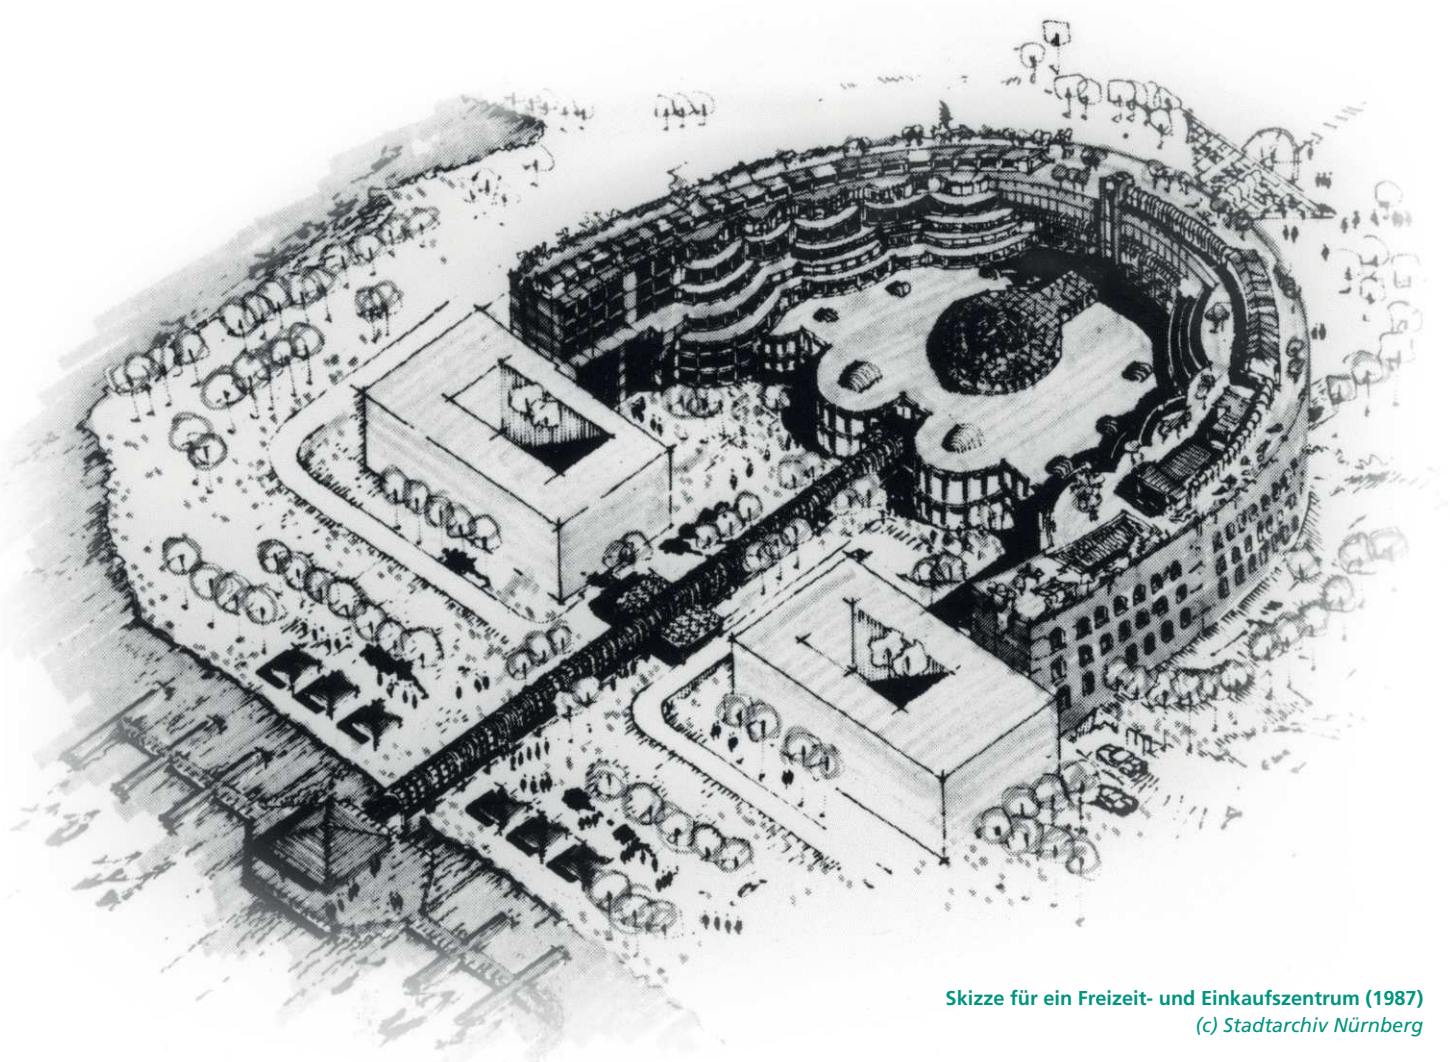 Skizze für ein Freizeit- und Einkaufszentrum (1987)
(c) Stadtarchiv Nürnberg